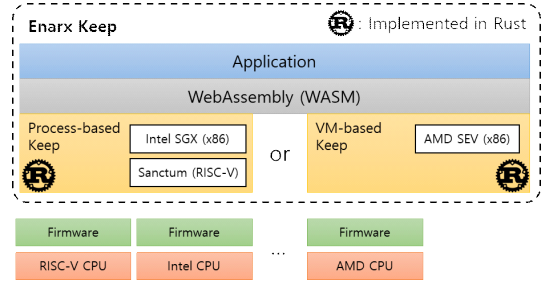 Enarx Keep
: Implemented in Rust
Application
WebAssembly (WASM)
Process-based
Keep
Intel SGX (x86)
Sanctum (RISC-V)
or
VM-based
Keep
AMD SEV (x86)
Firmware
Firmware
Firmware
...
RISC-V CPU
Intel CPU
AMD CPU